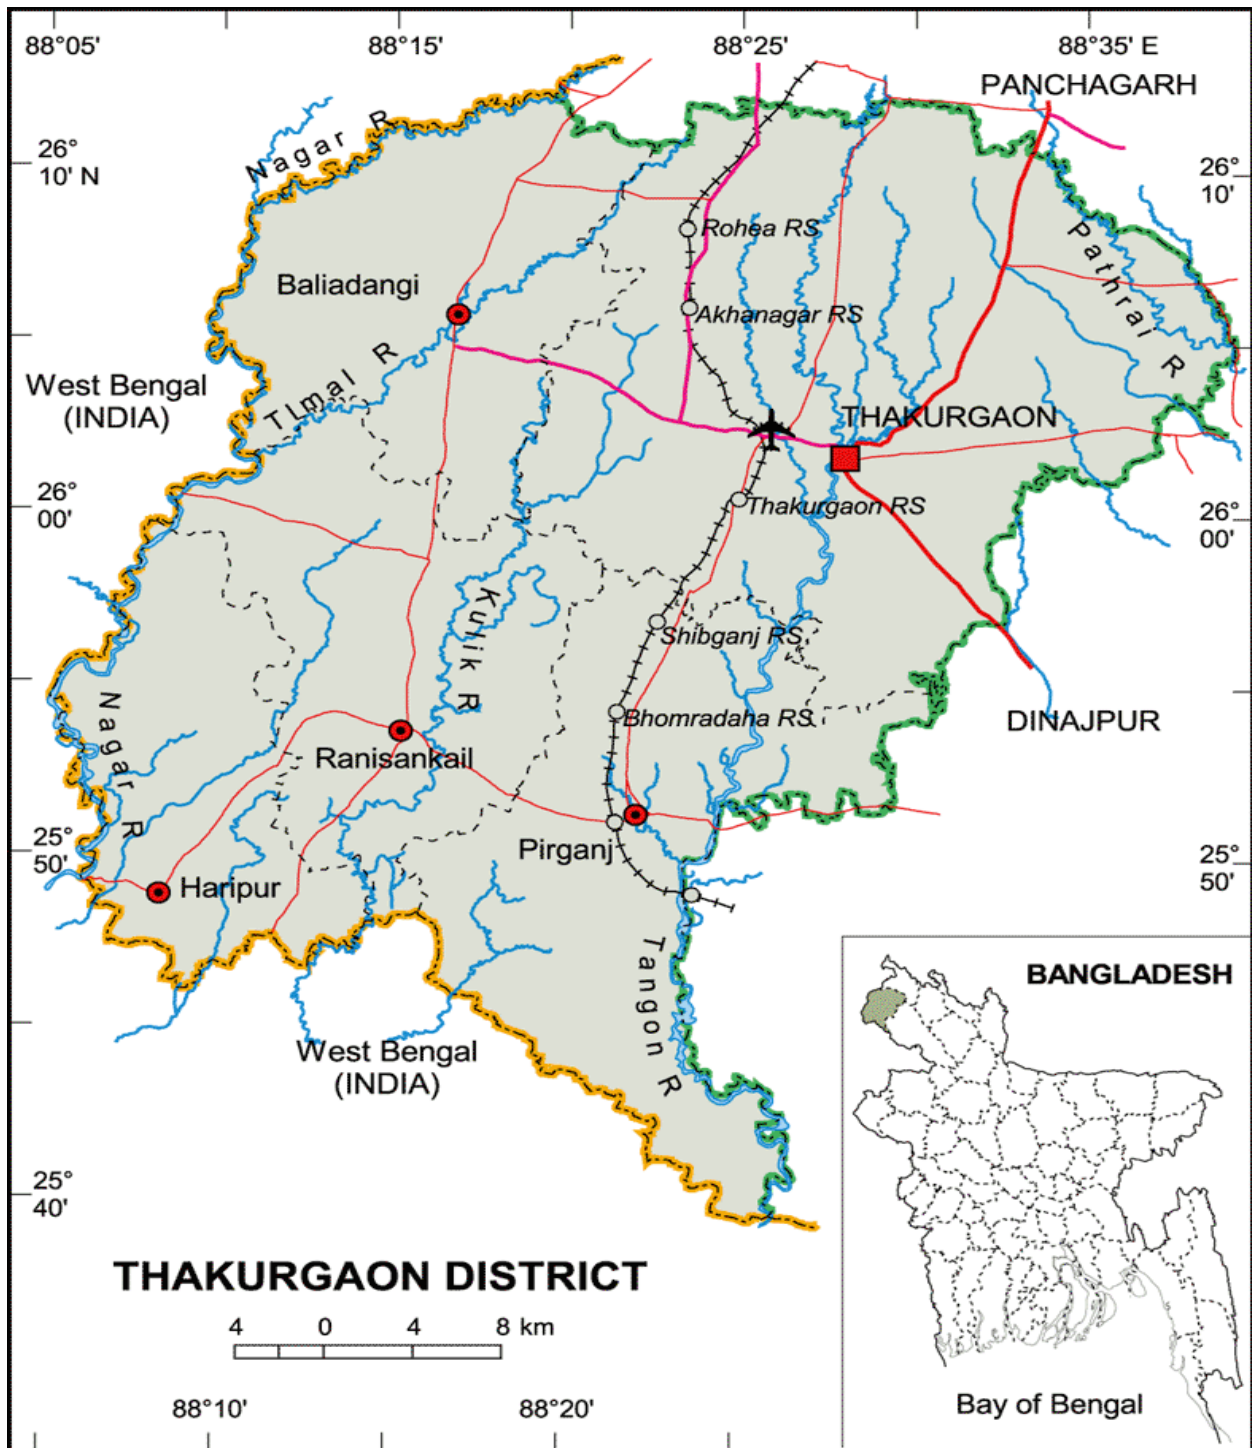 88°05'
88°15'
88°25'
88°35' E
PANCHAGARH
Nagar R
26°
10' N
26°
10'
Rohea RS
Pathrai R
Baliadangi
Akhanagar RS
West Bengal
(INDIA)
Tlmal R
THAKURGAON
26°
00'
Thakurgaon RS
26°
00'
Kulik R
Shibganj RS
Nagar R
Bhomradaha RS
DINAJPUR
Ranisankail
25°
50'
Pirganj
25°
50'
Haripur
Tangon R
West Bengal
(INDIA)
25°
40'
THAKURGAON DISTRICT
4 0 4 8 km
88°10'
88°20'
BANGLADESH
Bay of Bengal